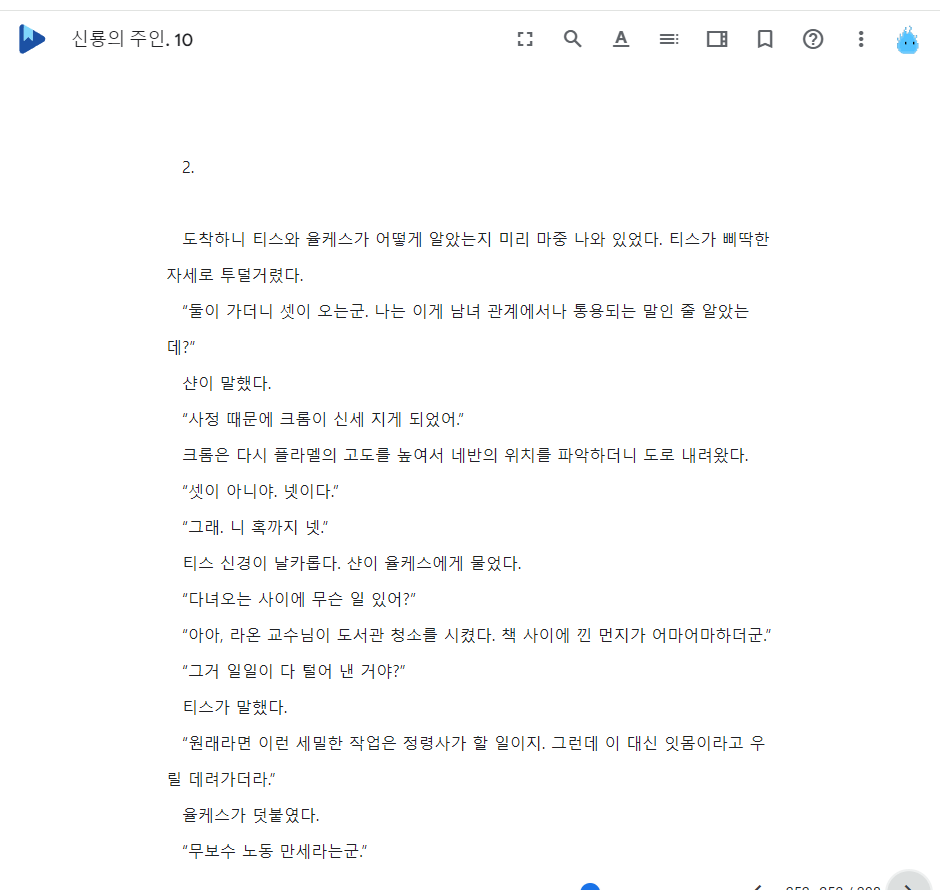 신룡의 주인. 10
2.
도착하니 티스와 율케스가 어떻게 알았는지 미리 마중 나와 있었다. 티스가 삐딱한
자세로 투덜거렸다.
“둘이 가더니 셋이 오는군. 나는 이게 남녀 관계에서나 통용되는 말인 줄 알았는
데?”
샨이 말했다.
“사정 때문에 크롬이 신세 지게 되었어.”
크롬은 다시 플라멜의 고도를 높여서 네반의 위치를 파악하더니 도로 내려왔다.
“셋이 아니야. 넷이다.”
“그래. 니 혹까지 넷.”
티스 신경이 날카롭다. 샨이 율케스에게 물었다.
“다녀오는 사이에 무슨 일 있어?”
“아아, 라온 교수님이 도서관 청소를 시켰다. 책 사이에 낀 먼지가 어마어마하더군.”
“그거 일일이 다 털어 낸 거야?”
티스가 말했다.
“원래라면 이런 세밀한 작업은 정령사가 할 일이지. 그런데 이 대신 잇몸이라고 우
릴 데려가더라.”
율케스가 덧붙였다.
“무보수 노동 만세라는군.”